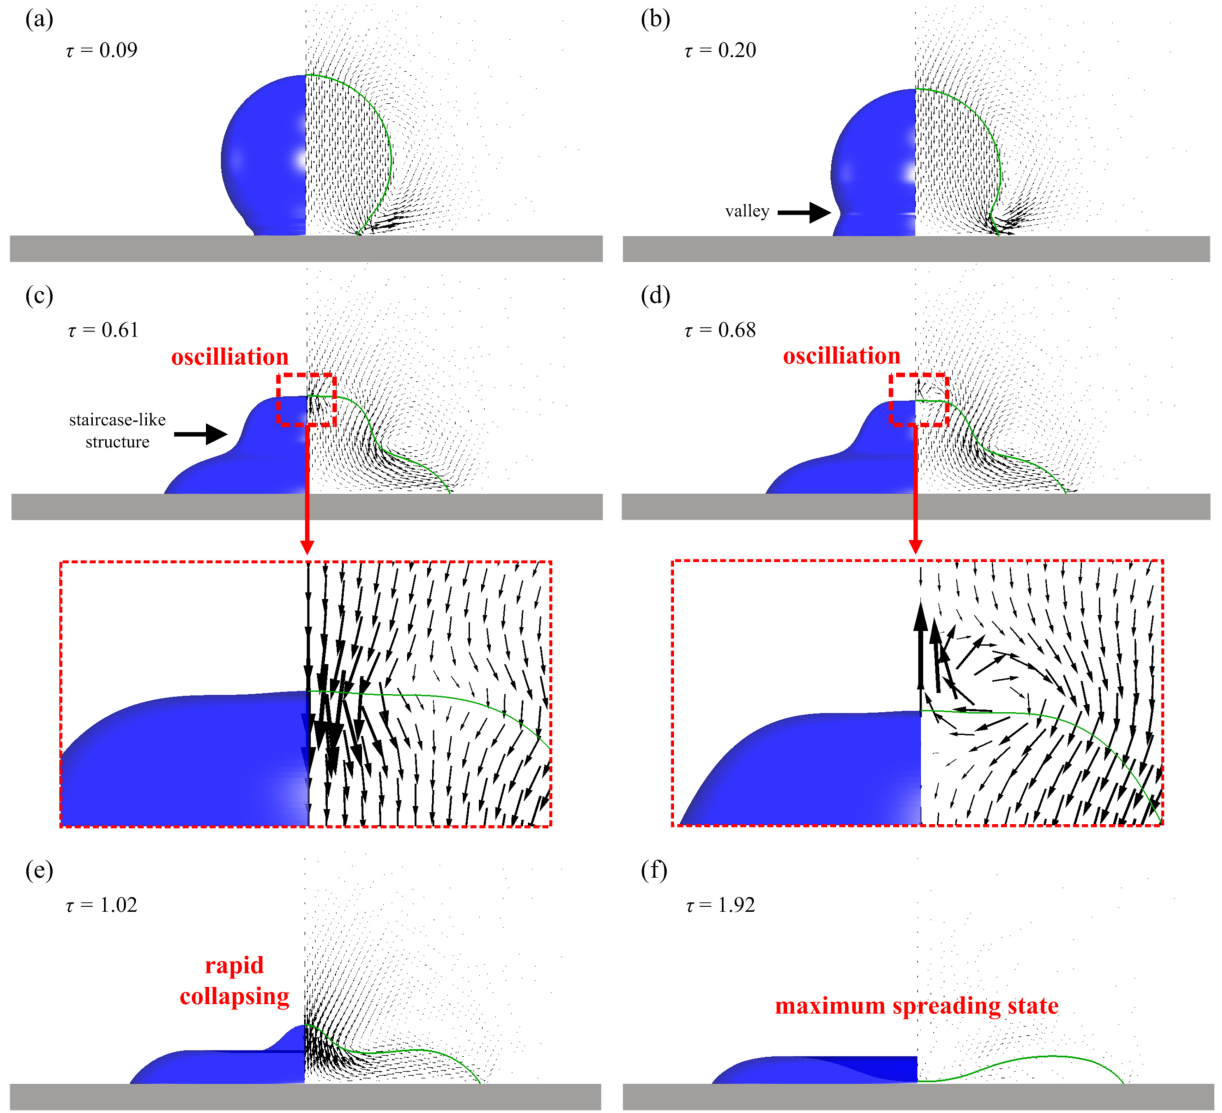 (a)
τ = 0.09
(b)
τ = 0.20
valley
(c)
τ = 0.61
oscilliation
staircase-like
structure
(d)
τ = 0.68
oscilliation
(e)
τ = 1.02
rapid
collapsing
(f)
τ = 1.92
maximum spreading state